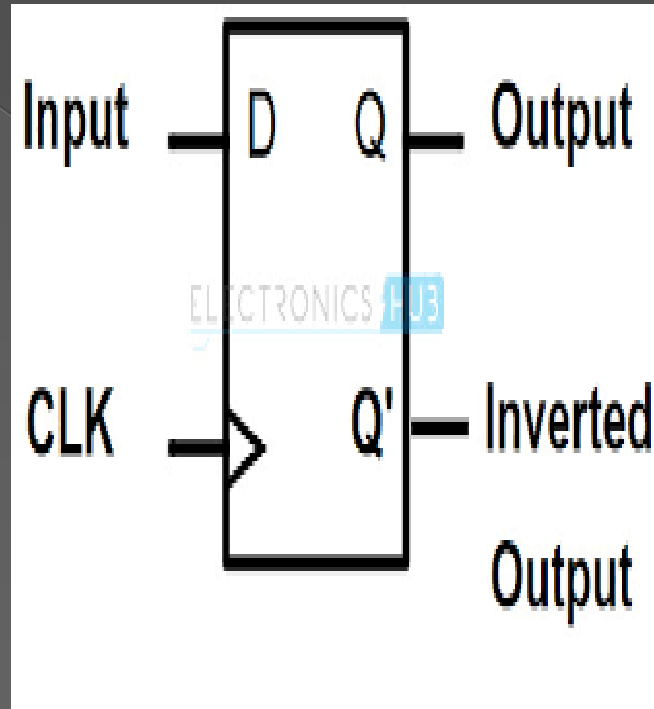 Input D Q Output
ELECTRONICS HUB
CLK Q' Inverted
Output